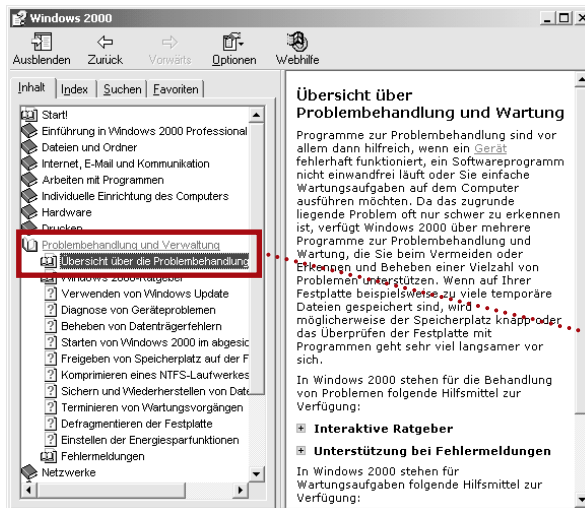 Windows 2000
Ausblenden Zurück Vorwärts Optionen Webhilfe
Inhalt Index Suchen Favoriten
Start!
Einführung in Windows 2000 Professional
Dateien und Ordner
Internet, E-Mail und Kommunikation
Arbeiten mit Programmen
Individuelle Einrichtung des Computers
Hardware
Drucken
Problembehandlung und Verwaltung
Übersicht über die Problembehandlung
Windows 2000-Ratgeber
Verwenden von Windows Update
Diagnose von Geräteproblemen
Beheben von Datenträgerfehlern
Starten von Windows 2000 im abgesic
Freigeben von Speicherplatz auf der F
Komprimieren eines NTFS-Laufwerkes
Sichern und Wiederherstellen von Date
Terminieren von Wartungsvorgängen
Defragmentieren der Festplatte
Einstellen der Energiesparfunktionen
Fehlermeldungen
Netzwerke
Übersicht über
Problembehandlung und Wartung
Programme zur Problembehandlung sind vor
allem dann hilfreich, wenn ein Gerät
fehlerhaft funktioniert, ein Softwareprogramm
nicht einwandfrei läuft oder Sie einfache
Wartungsaufgaben auf dem Computer
ausführen möchten. Da das zugrunde
liegende Problem oft nur schwer zu erkennen
ist, verfügt Windows 2000 über mehrere
Programme zur Problembehandlung und
Wartung, die Sie beim Vermeiden oder
Erkennen und Beheben einer Vielzahl von
Problemen unterstützen. Wenn auf Ihrer
Festplatte beispielsweise zu viele temporäre
Dateien gespeichert sind, wird
möglicherweise der Speicherplatz knapp oder
das Überprüfen der Festplatte mit
Programmen geht sehr viel langsamer vor
sich.
In Windows 2000 stehen für die Behandlung
von Problemen folgende Hilfsmittel zur
Verfügung:
Interaktive Ratgeber
Unterstützung bei Fehlermeldungen
In Windows 2000 stehen für
Wartungsaufgaben folgende Hilfsmittel zur
Verfügung: